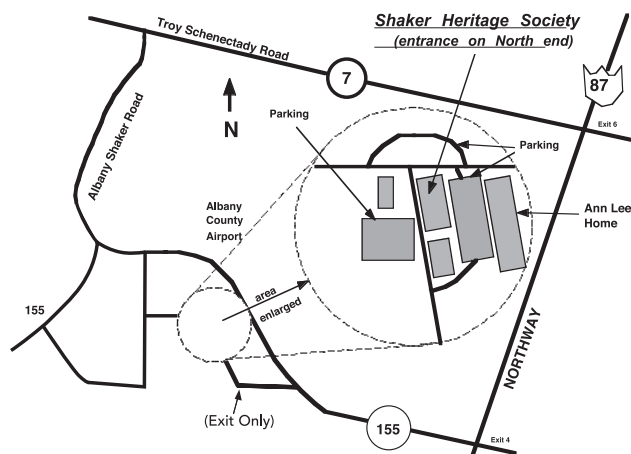 Shaker Heritage Society
(entrance on North end)
Troy Schenectady Road
7
87
Exit 6
N
Albany Shaker Road
Parking
Parking
Albany
County
Airport
Ann Lee
Home
area
enlarged
155
NORTHWAY
(Exit Only)
155
Exit 4